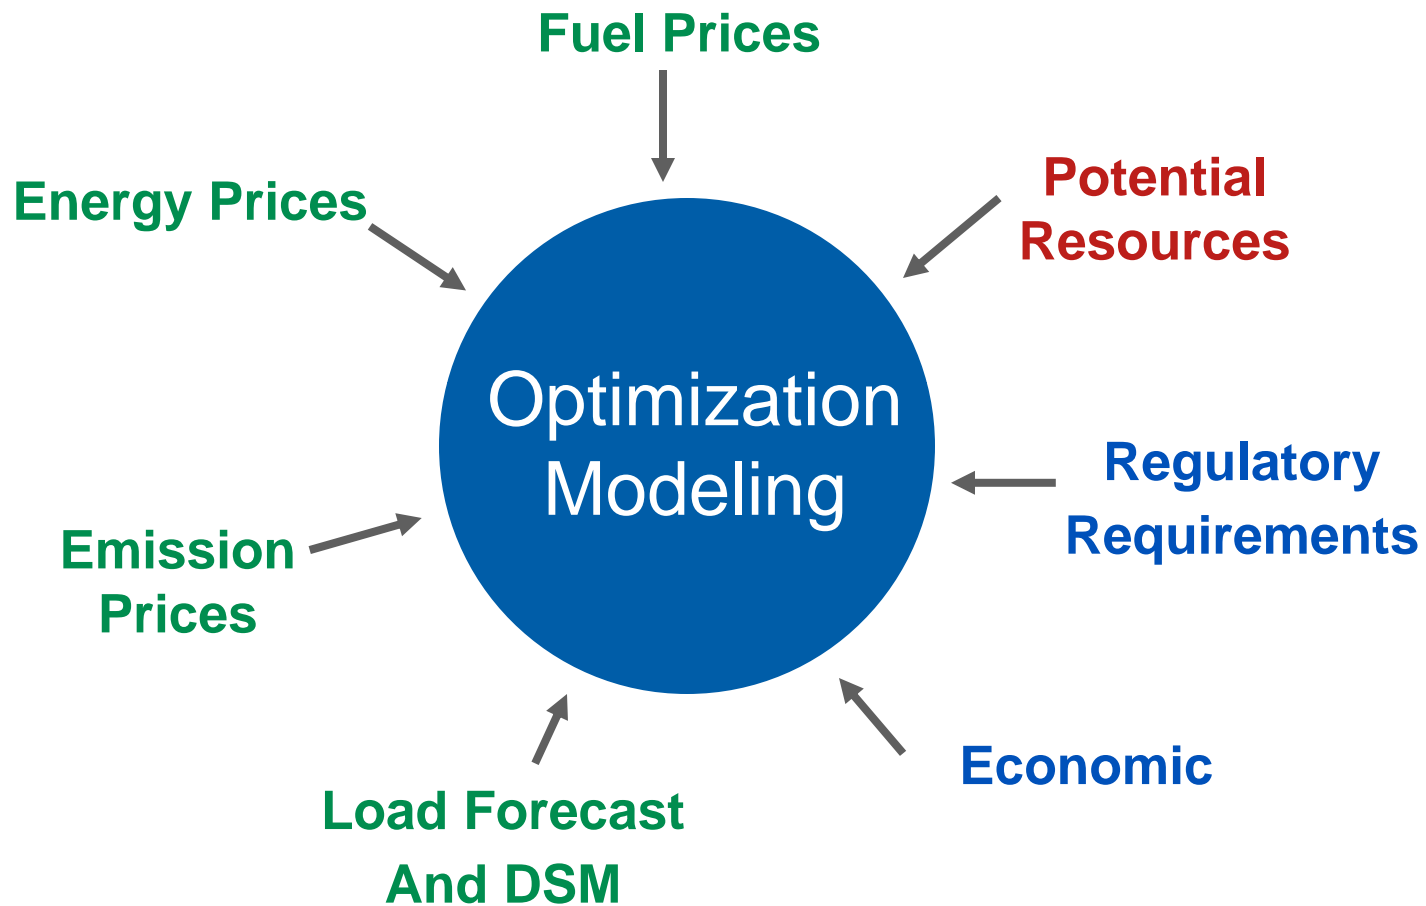 Fuel Prices
Energy Prices
Potential
Resources
Optimization
Modeling
Regulatory
Requirements
Emission
Prices
Economic
Load Forecast
And DSM